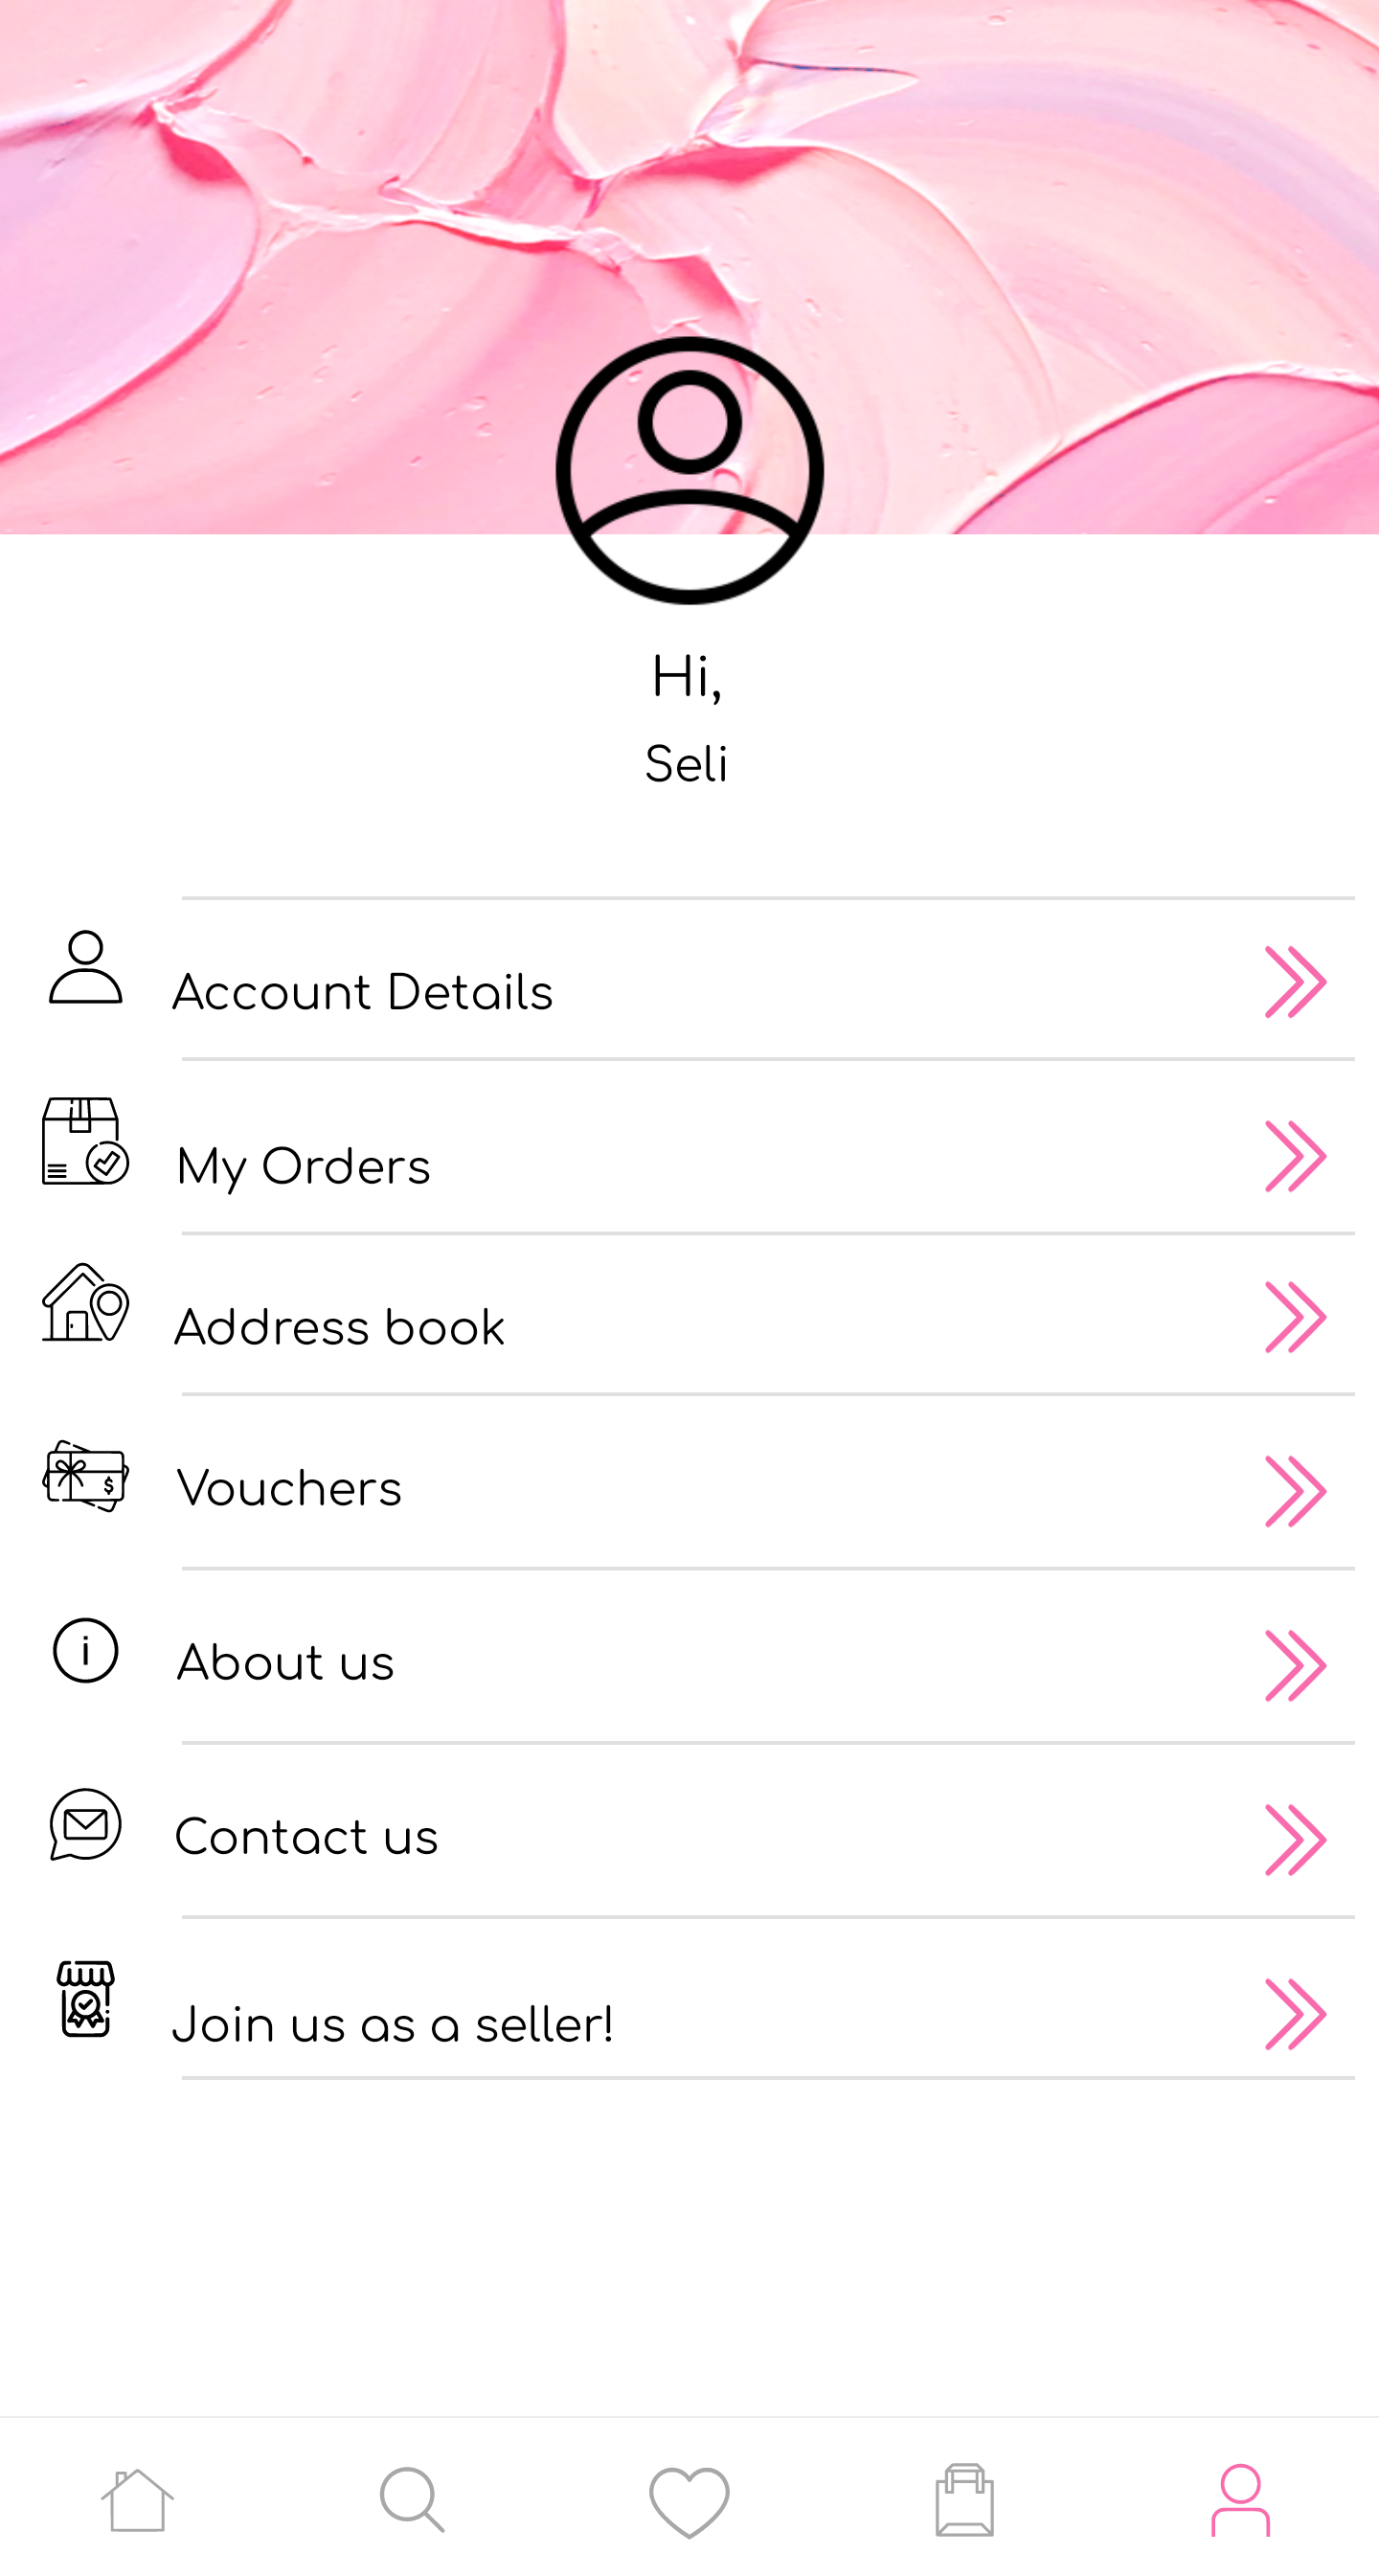 Hi,
Seli
Account Details
My Orders
Address book
Vouchers
About us
Contact us
Join us as a seller!